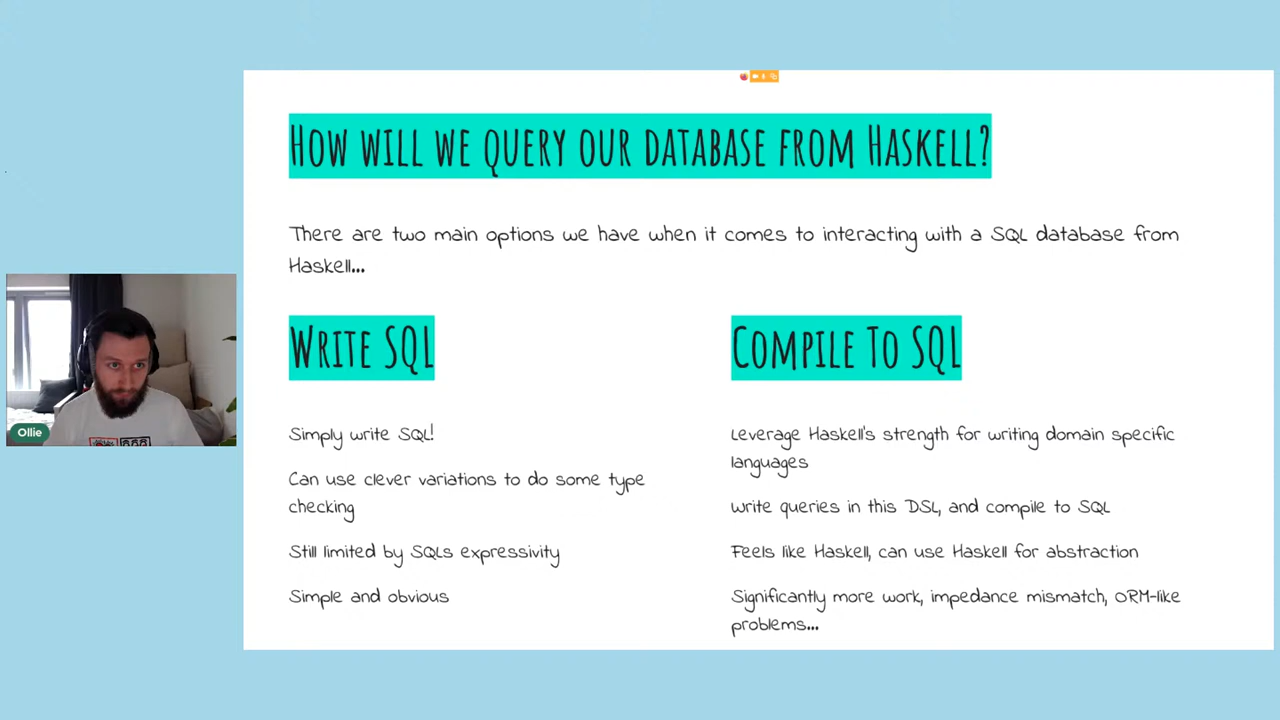 How will we query our database from Haskell?
There are two main options we have when it comes to interacting with a SQL database from
Haskell...
Write SQL
Simply write SQL!
Can use clever variations to do some type
checking
Still limited by SQLs expressivity
Simple and obvious
Compile To SQL
Leverage Haskell's strength for writing domain specific
languages
write queries in this DSL, and compile to SQL
Feels like Haskell, can use Haskell for abstraction
Significantly more work, impedance mismatch, ORM-like
problems...
Ollie